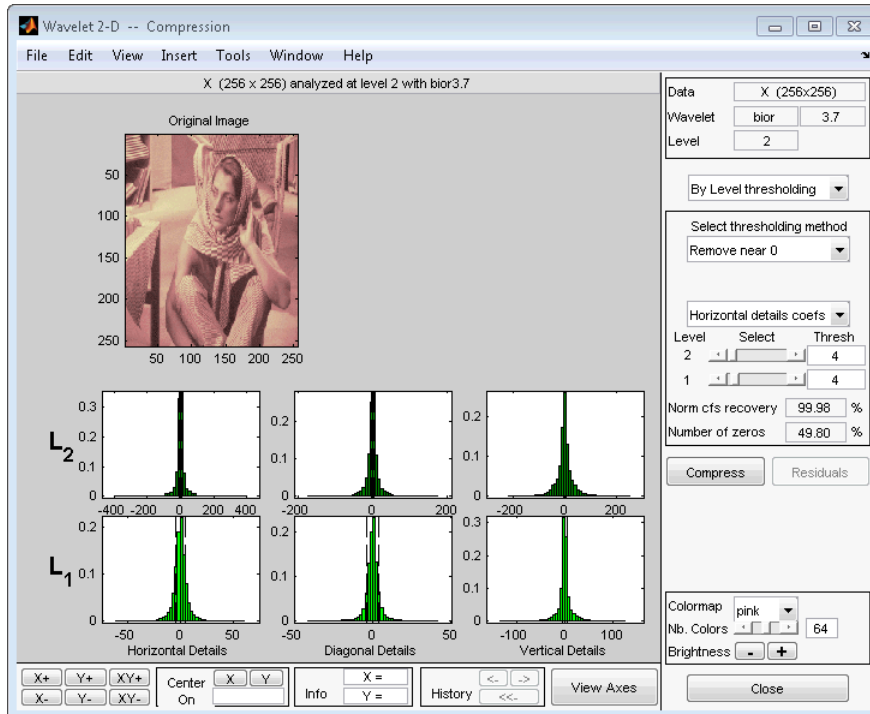 Wavelet 2-D -- Compression
File Edit View Insert Tools Window Help
X (256 x 256) analyzed at level 2 with bior3.7
Original Image
50
100
150
200
250
50 100 150 200 250
L2
0.3
0.2
0.1
0
-400 -200 0 200 400
0.2
0.1
0
-200 0 200
0.2
0.1
0
-200 0 200
L1
0.2
0.1
0
-50 0 50
Horizontal Details
0.2
0.1
0
-50 0 50
Diagonal Details
0.3
0.2
0.1
0
-100 0 100
Vertical Details
Data X (256x256)
Wavelet bior 3.7
Level 2
By Level thresholding
Select thresholding method
Remove near 0
Horizontal details coefs
Level Select Thresh
2 4
1 4
Norm cfs recovery 99.98 %
Number of zeros 49.80 %
Compress Residuals
Colormap pink
Nb. Colors 64
Brightness - +
Close
X+ Y+ XY+
X- Y- XY-
Center On X Y
Info X =
Y =
History <- ->
<<-
View Axes